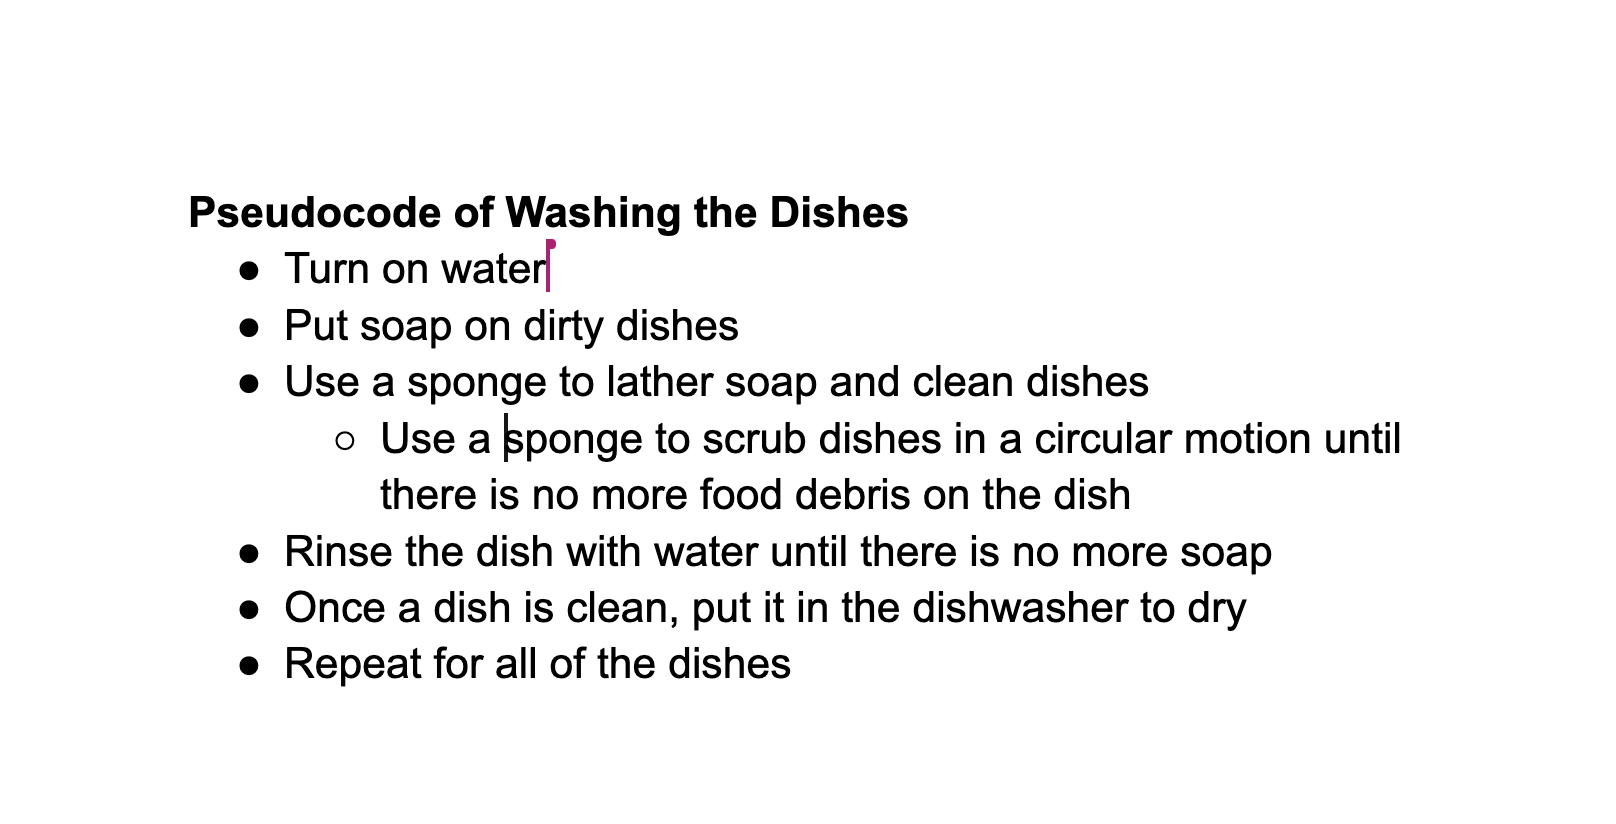 Pseudocode of Washing the Dishes
● Turn on water
● Put soap on dirty dishes
● Use a sponge to lather soap and clean dishes
○ Use a sponge to scrub dishes in a circular motion until
there is no more food debris on the dish
● Rinse the dish with water until there is no more soap
● Once a dish is clean, put it in the dishwasher to dry
● Repeat for all of the dishes